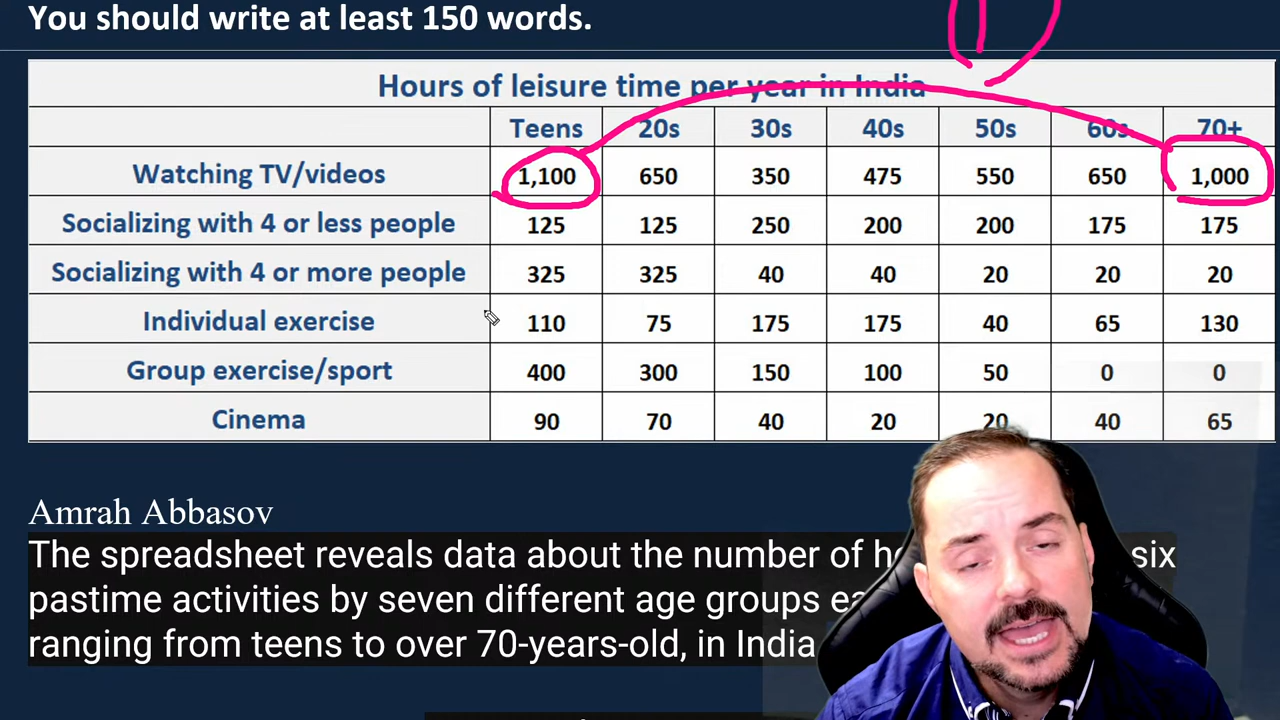 You should write at least 150 words.
Hours of leisure time per year in India
Teens 20s 30s 40s 50s 60s 70+
Watching TV/videos 1,100 650 350 475 550 650 1,000
Socializing with 4 or less people 125 125 250 200 200 175 175
Socializing with 4 or more people 325 325 40 40 20 20 20
Individual exercise 110 75 175 175 40 65 130
Group exercise/sport 400 300 150 100 50 0 0
Cinema 90 70 40 20 20 40 65
Amrah Abbasov
The spreadsheet reveals data about the number of six
pastime activities by seven different age groups
ranging from teens to over 70-years-old, in India